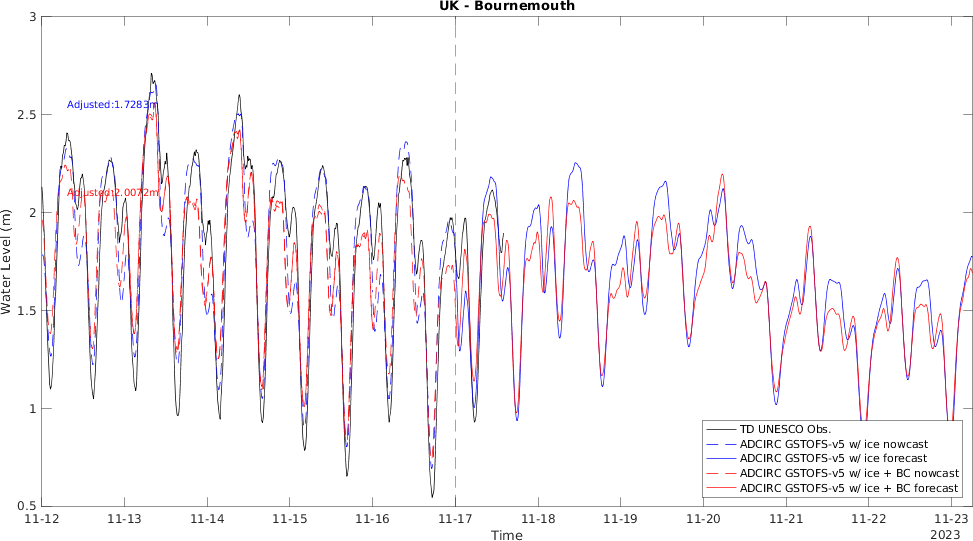 UK - Bournemouth
3
2.5
2
1.5
1
0.5
Water Level (m)
Adjusted:1.7283m
Adjusted:2.0072m
TD UNESCO Obs.
ADCIRC GSTOFS-v5 w/ ice nowcast
ADCIRC GSTOFS-v5 w/ ice forecast
ADCIRC GSTOFS-v5 w/ ice + BC nowcast
ADCIRC GSTOFS-v5 w/ ice + BC forecast
11-12 11-13 11-14 11-15 11-16 11-17 11-18 11-19 11-20 11-21 11-22 11-23
2023
Time